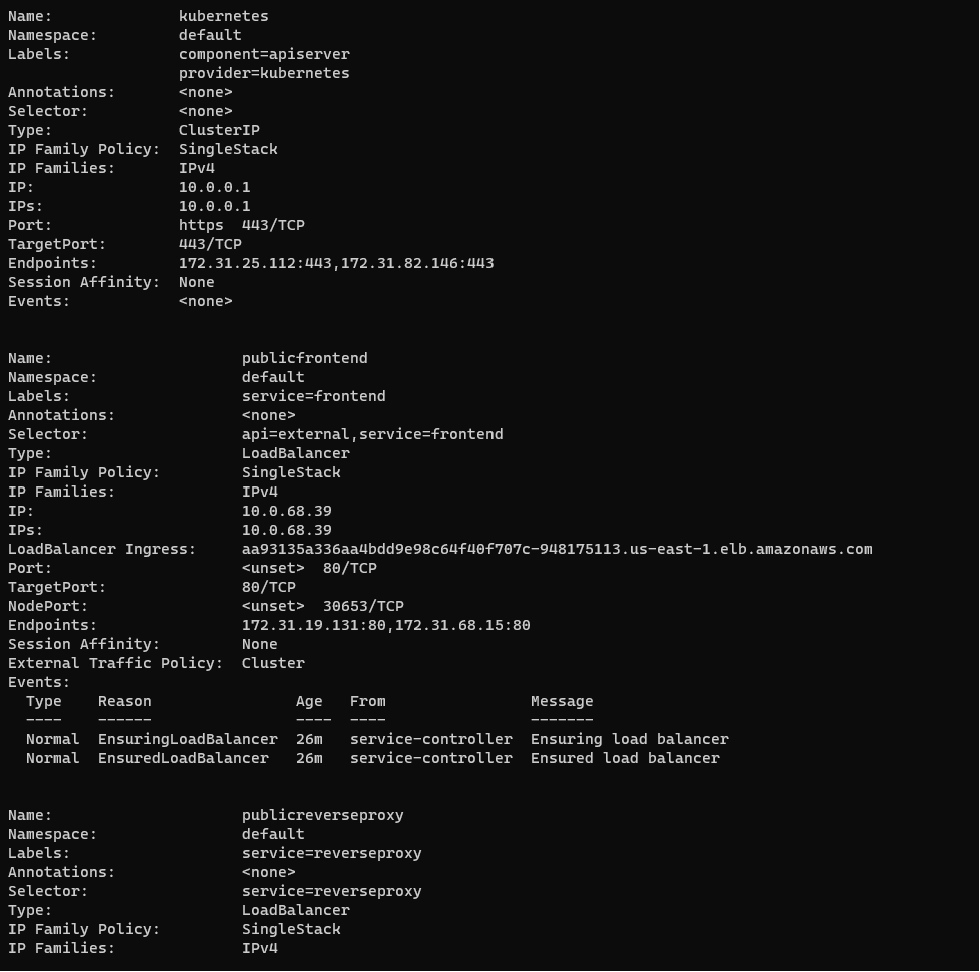 Name:              kubernetes
Namespace:         default
Labels:            component=apiserver
                   provider=kubernetes
Annotations:       <none>
Selector:          <none>
Type:              ClusterIP
IP Family Policy:  SingleStack
IP Families:       IPv4
IP:                10.0.0.1
IPs:               10.0.0.1
Port:              https  443/TCP
TargetPort:        443/TCP
Endpoints:         172.31.25.112:443,172.31.82.146:443
Session Affinity:  None
Events:            <none>


Name:                     publicfrontend
Namespace:                default
Labels:                   service=frontend
Annotations:              <none>
Selector:                 api=external,service=frontend
Type:                     LoadBalancer
IP Family Policy:         SingleStack
IP Families:              IPv4
IP:                       10.0.68.39
IPs:                      10.0.68.39
LoadBalancer Ingress:     aa93135a336aa4bdd9e98c64f40f707c-948175113.us-east-1.elb.amazonaws.com
Port:                     <unset>  80/TCP
TargetPort:               80/TCP
NodePort:                 <unset>  30653/TCP
Endpoints:                172.31.19.131:80,172.31.68.15:80
Session Affinity:         None
External Traffic Policy:  Cluster
Events:
  Type    Reason                Age   From                Message
  ----    ------                ----  ----                -------
  Normal  EnsuringLoadBalancer  26m   service-controller  Ensuring load balancer
  Normal  EnsuredLoadBalancer   26m   service-controller  Ensured load balancer


Name:                     publicreverseproxy
Namespace:                default
Labels:                   service=reverseproxy
Annotations:              <none>
Selector:                 service=reverseproxy
Type:                     LoadBalancer
IP Family Policy:         SingleStack
IP Families:              IPv4